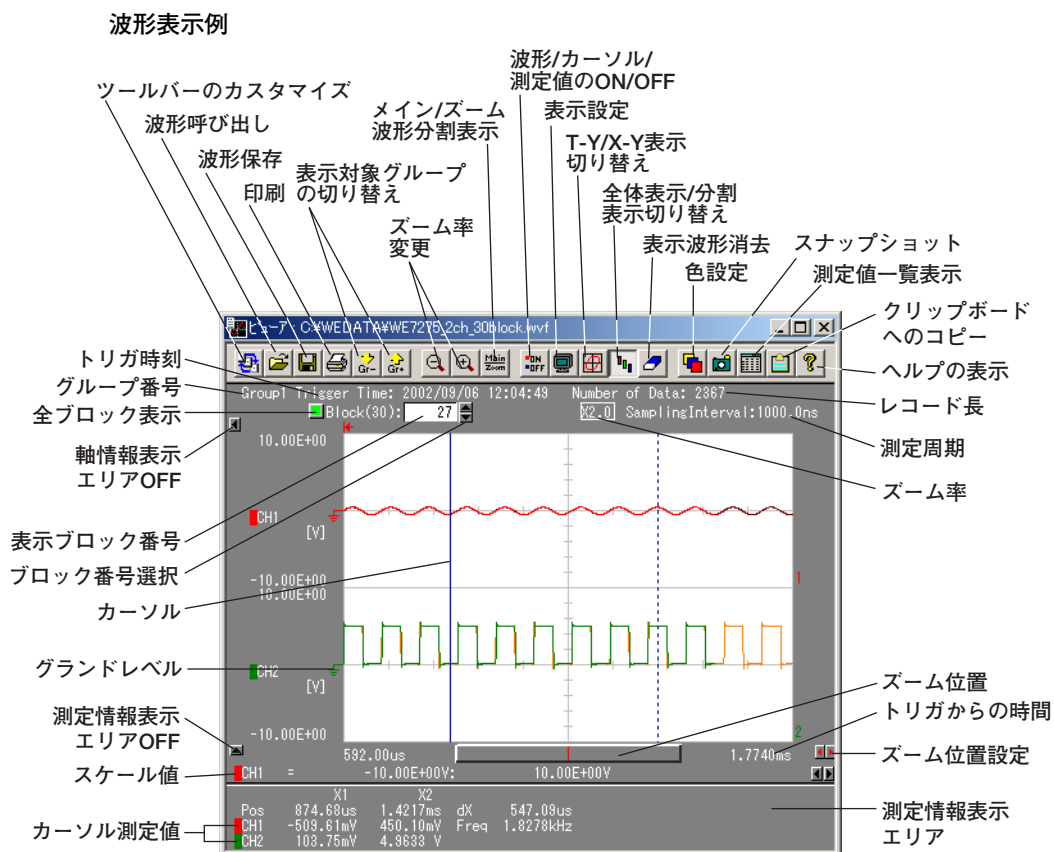 波形表示例
ツールバーのカスタマイズ
波形呼び出し
波形保存
印刷
表示対象グループ
の切り替え
メイン/ズーム
波形分割表示
ズーム率
変更
波形/カーソル/
測定値のON/OFF
表示設定
T-Y/X-Y表示
切り替え
全体表示/分割
表示切り替え
表示波形消去
色設定
スナップショット
測定値一覧表示
クリップボード
へのコピー
ヘルプの表示
レコード長
測定周期
ズーム率
トリガ時刻
グループ番号
全ブロック表示
軸情報表示
エリアOFF
表示ブロック番号
ブロック番号選択
カーソル
グランドレベル
測定情報表示
エリアOFF
スケール値
カーソル測定値
ズーム位置
トリガからの時間
ズーム位置設定
測定情報表示
エリア
ビューア C:¥WEDATA¥WE7275_2ch_30block.wvf
Gr- Gr+ Main Zoom ON OFF
Group1 Trigger Time: 2002/09/06 12:04:49 Number of Data: 2367
Block(30): 27 X2.0 SamplingInterval:1000.0ns
10.00E+00
CH1
[V]
-10.00E+00
10.00E+00
1
CH2
[V]
-10.00E+00
2
592.00us 1.7740ms
CH1 = -10.00E+00V: 10.00E+00V
X1 X2
Pos 874.68us 1.4217ms dX 547.09us
CH1 -509.61mV 450.10mV Freq 1.8278kHz
CH2 103.75mV 4.9633 V